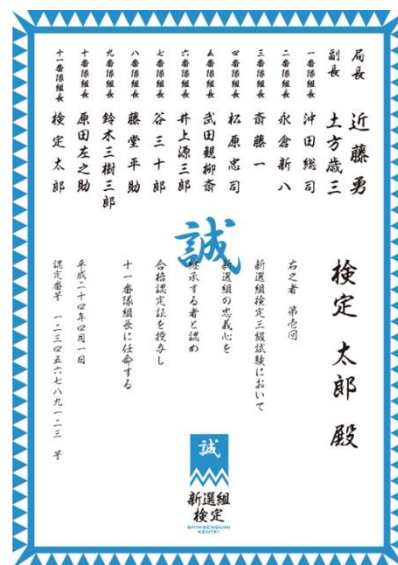 局長 近藤勇
副長 土方歳三
一番隊組長 沖田総司
二番隊組長 永倉新八
三番隊組長 斎藤一
四番隊組長 松原忠司
五番隊組長 武田観柳斎
六番隊組長 井上源三郎
七番隊組長 谷三十郎
八番隊組長 藤堂平助
九番隊組長 鈴木三樹三郎
十番隊組長 原田左之助
十一番隊組長 検定太郎
誠
検定 太郎 殿
右之者 第壱回
新選組検定三級試験において
新選組の忠義心を
継承する者と認め
合格認定証を授与し
十一番隊組長に任命する
平成二十四年四月一日
認定番号 一二三四五六七八九一二三 号
誠
新選組
検定
SHINSENGUMI
KENTEI